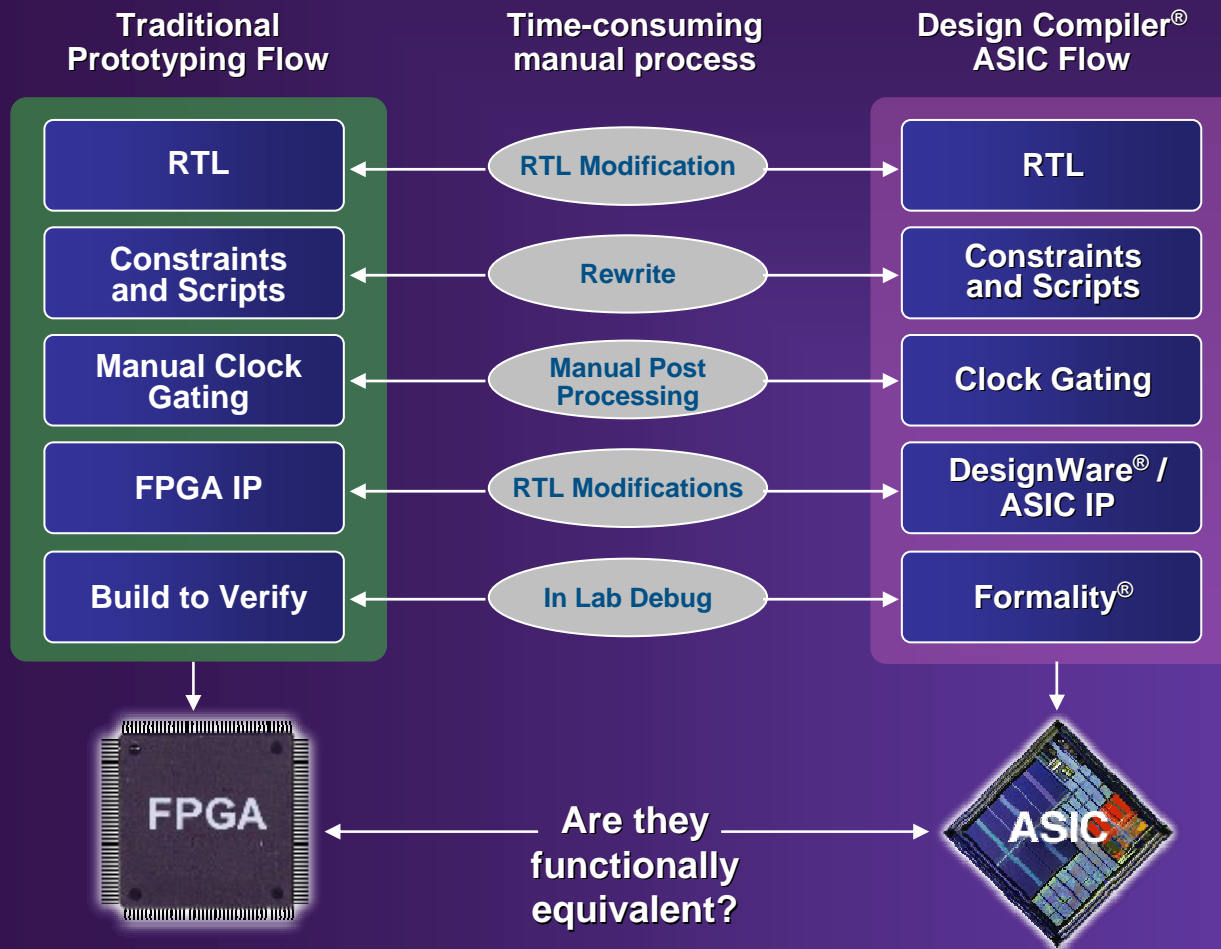 Traditional
Prototyping Flow
Time-consuming
manual process
Design Compiler®
ASIC Flow
RTL
RTL Modification
RTL
Constraints
and Scripts
Rewrite
Constraints
and Scripts
Manual Clock
Gating
Manual Post
Processing
Clock Gating
FPGA IP
RTL Modifications
DesignWare® /
ASIC IP
Build to Verify
In Lab Debug
Formality®
FPGA
Are they
functionally
equivalent?
ASIC